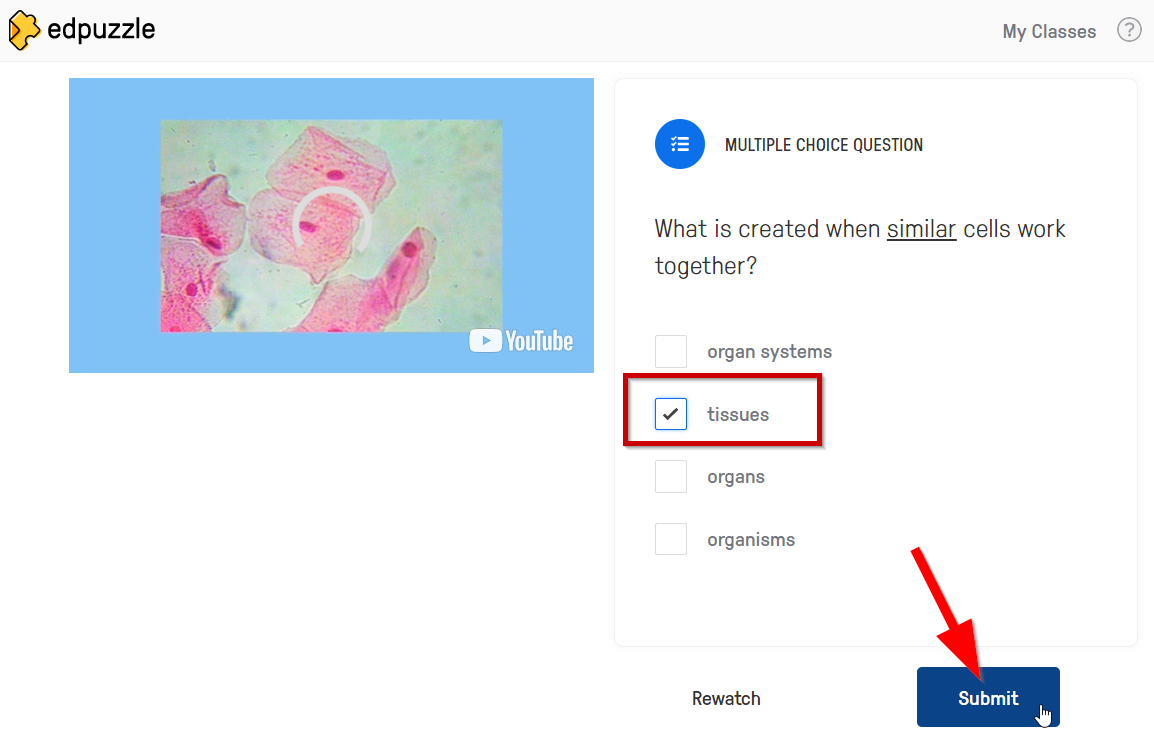 edpuzzle
My Classes
?
YouTube
MULTIPLE CHOICE QUESTION
What is created when similar cells work
together?
organ systems
tissues
organs
organisms
Rewatch
Submit